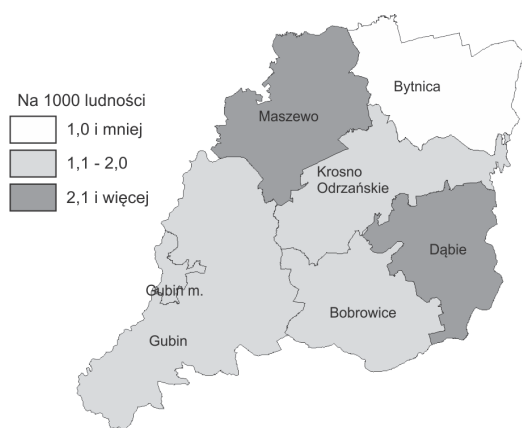 Na 1000 ludności
1,0 i mniej
1,1 - 2,0
2,1 i więcej
Bytnica
Maszewo
Krosno
Odrzańskie
Dąbie
Gubin m.
Bobrowice
Gubin